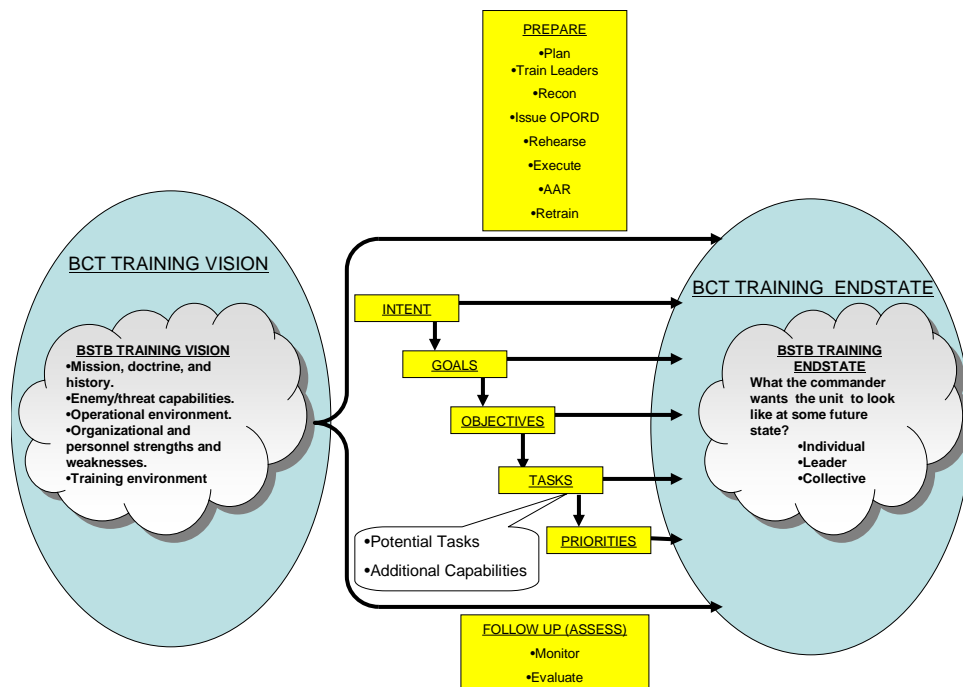 PREPARE
•Plan
•Train Leaders
•Recon
•Issue OPORD
•Rehearse
•Execute
•AAR
•Retrain
BCT TRAINING VISION
BSTB TRAINING VISION
•Mission, doctrine, and
history.
•Enemy/threat capabilities.
•Operational environment.
•Organizational and
personnel strengths and
weaknesses.
•Training environment
INTENT
GOALS
OBJECTIVES
TASKS
PRIORITIES
•Potential Tasks
•Additional Capabilities
BCT TRAINING ENDSTATE
BSTB TRAINING
ENDSTATE
What the commander
wants the unit to look
like at some future
state?
•Individual
•Leader
•Collective
FOLLOW UP (ASSESS)
•Monitor
•Evaluate